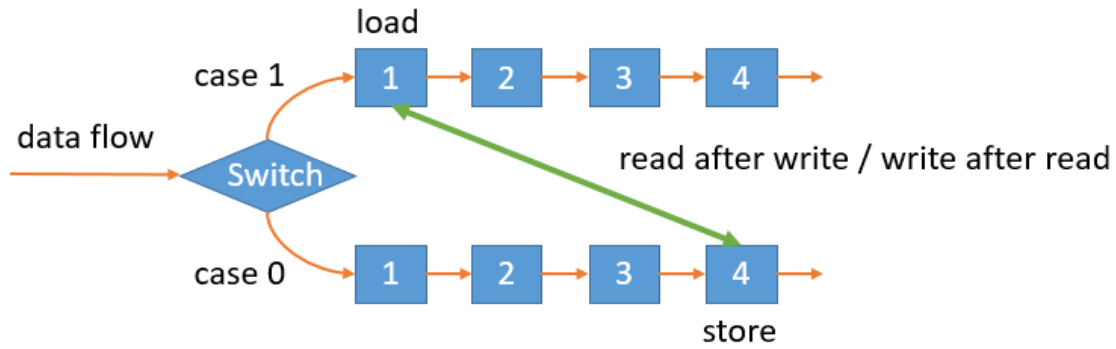 load
case 1
1 2 3 4
data flow
Switch
read after write / write after read
case 0
1 2 3 4
store